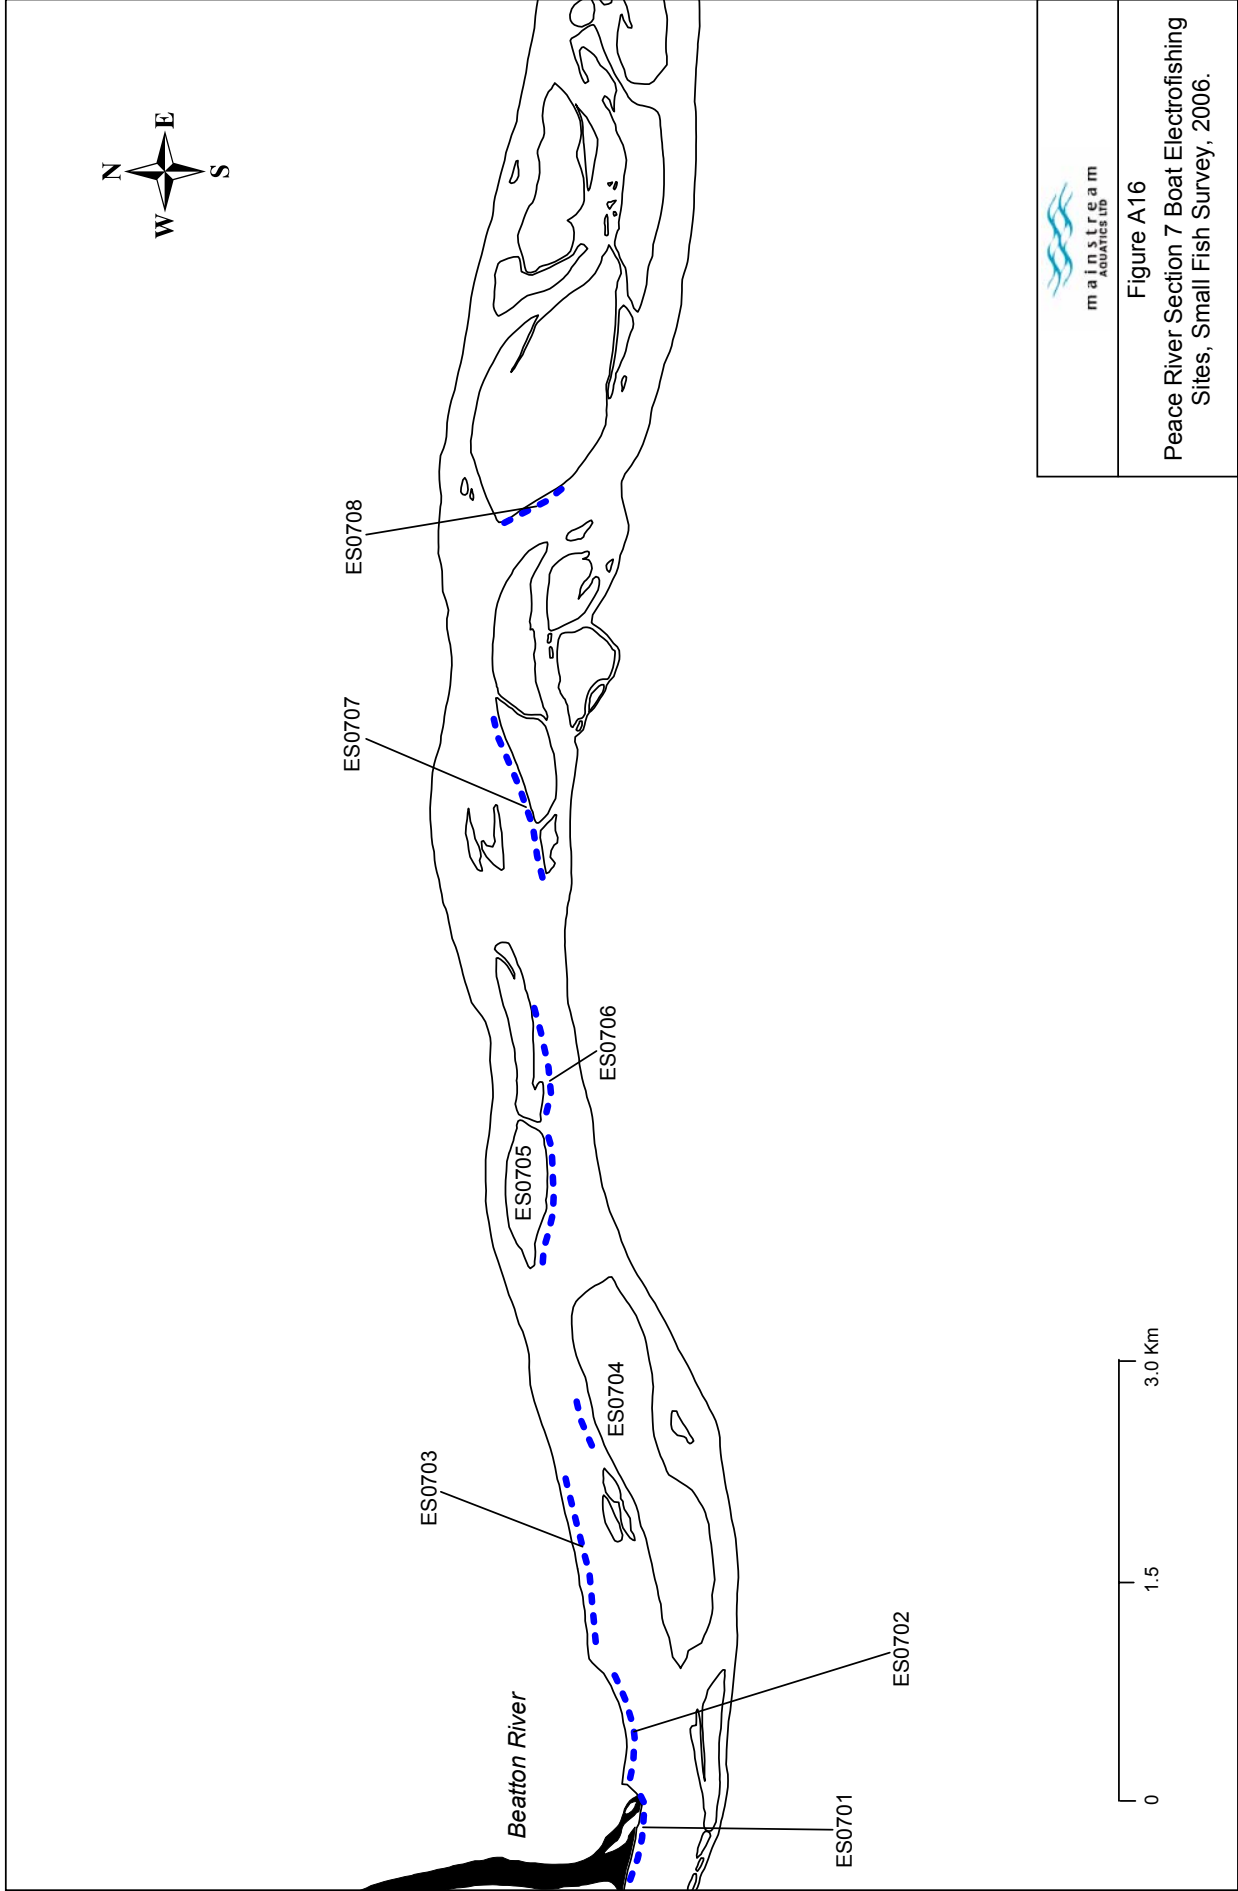 N
W
E
S
ES0708
ES0707
ES0706
ES0705
ES0704
ES0703
ES0702
ES0701
Beatton River
0
1.5
3.0 Km
mainstream
AQUATICS LTD
Figure A16
Peace River Section 7 Boat Electrofishing
Sites, Small Fish Survey, 2006.